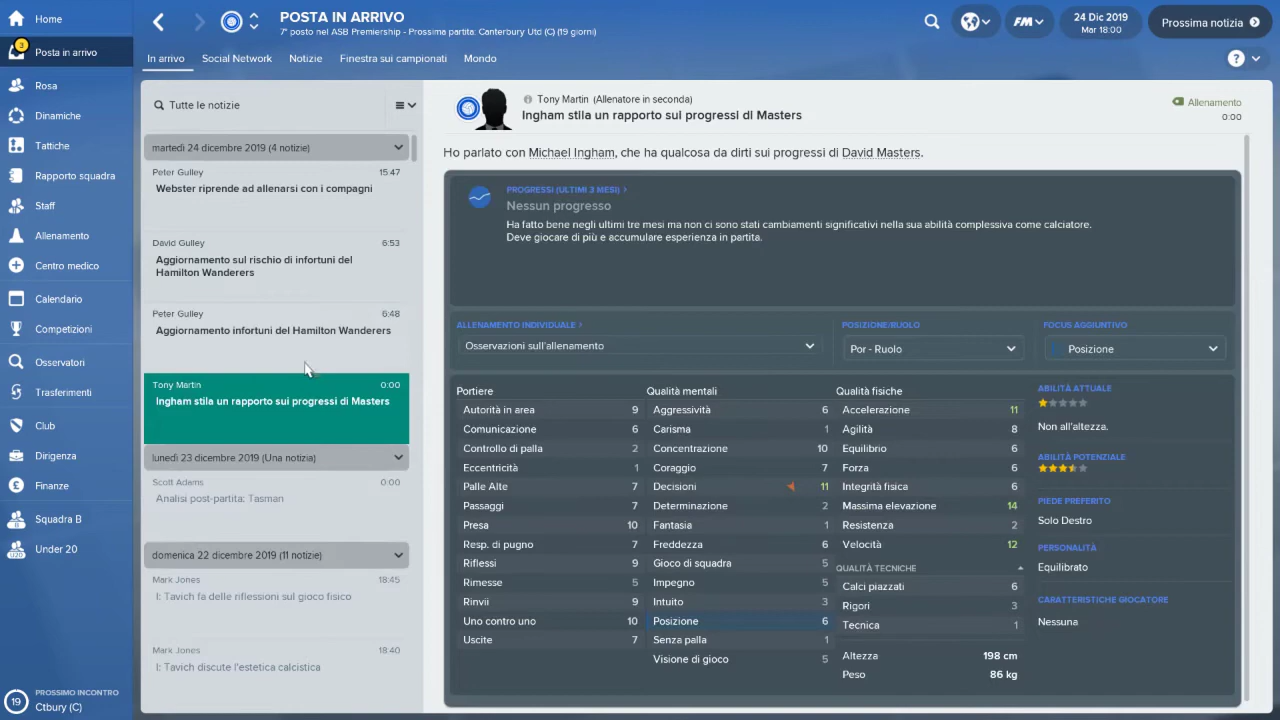 Home
3
Posta in arrivo
Rosa
Dinamiche
Tattiche
Rapporto squadra
Staff
Allenamento
Centro medico
Calendario
Competizioni
Osservatori
Trasferimenti
Club
Dirigenza
Finanze
Squadra B
Under 20
19
PROSSIMO INCONTRO
Ctbury (C)
POSTA IN ARRIVO
7° posto nel ASB Premiership - Prossima partita: Canterbury Utd (C) (19 giorni)
FM
24 Dic 2019
Mar 18:00
Prossima notizia
In arrivo Social Network Notizie Finestra sui campionati Mondo
?
Tutte le notizie
martedì 24 dicembre 2019 (4 notizie)
Peter Gulley 15:47
Webster riprende ad allenarsi con i compagni
David Gulley 6:53
Aggiornamento sul rischio di infortuni del
Hamilton Wanderers
Peter Gulley 6:48
Aggiornamento infortuni del Hamilton Wanderers
Tony Martin 0:00
Ingham stila un rapporto sui progressi di Masters
lunedì 23 dicembre 2019 (Una notizia)
Scott Adams 0:00
Analisi post-partita: Tasman
domenica 22 dicembre 2019 (11 notizie)
Mark Jones 18:45
I: Tavich fa delle riflessioni sul gioco fisico
Mark Jones 18:40
I: Tavich discute l'estetica calcistica
Tony Martin (Allenatore in seconda)
Ingham stila un rapporto sui progressi di Masters
Allenamento
0:00
Ho parlato con Michael Ingham, che ha qualcosa da dirti sui progressi di David Masters.
PROGRESSI (ULTIMI 3 MESI) >
Nessun progresso
Ha fatto bene negli ultimi tre mesi ma non ci sono stati cambiamenti significativi nella sua abilità complessiva come calciatore.
Deve giocare di più e accumulare esperienza in partita.
ALLENAMENTO INDIVIDUALE >
Osservazioni sull'allenamento
POSIZIONE/RUOLO
Por - Ruolo
FOCUS AGGIUNTIVO
Posizione
Portiere
Autorità in area 9
Comunicazione 6
Controllo di palla 2
Eccentricità 1
Palle Alte 7
Passaggi 7
Presa 10
Resp. di pugno 7
Riflessi 9
Rimesse 5
Rinvii 9
Uno contro uno 10
Uscite 7
Qualità mentali
Aggressività 6
Carisma 1
Concentrazione 10
Coraggio 7
Decisioni 11
Determinazione 2
Fantasia 1
Freddezza 6
Gioco di squadra 5
Impegno 5
Intuito 3
Posizione 6
Senza palla 1
Visione di gioco 5
Qualità fisiche
Accelerazione 11
Agilità 8
Equilibrio 6
Forza 6
Integrità fisica 6
Massima elevazione 14
Resistenza 2
Velocità 12
QUALITÀ TECNICHE
Calci piazzati 6
Rigori 3
Tecnica 1
Altezza 198 cm
Peso 86 kg
ABILITÀ ATTUALE
Non all'altezza.
ABILITÀ POTENZIALE
PIEDE PREFERITO
Solo Destro
PERSONALITÀ
Equilibrato
CARATTERISTICHE GIOCATORE
Nessuna